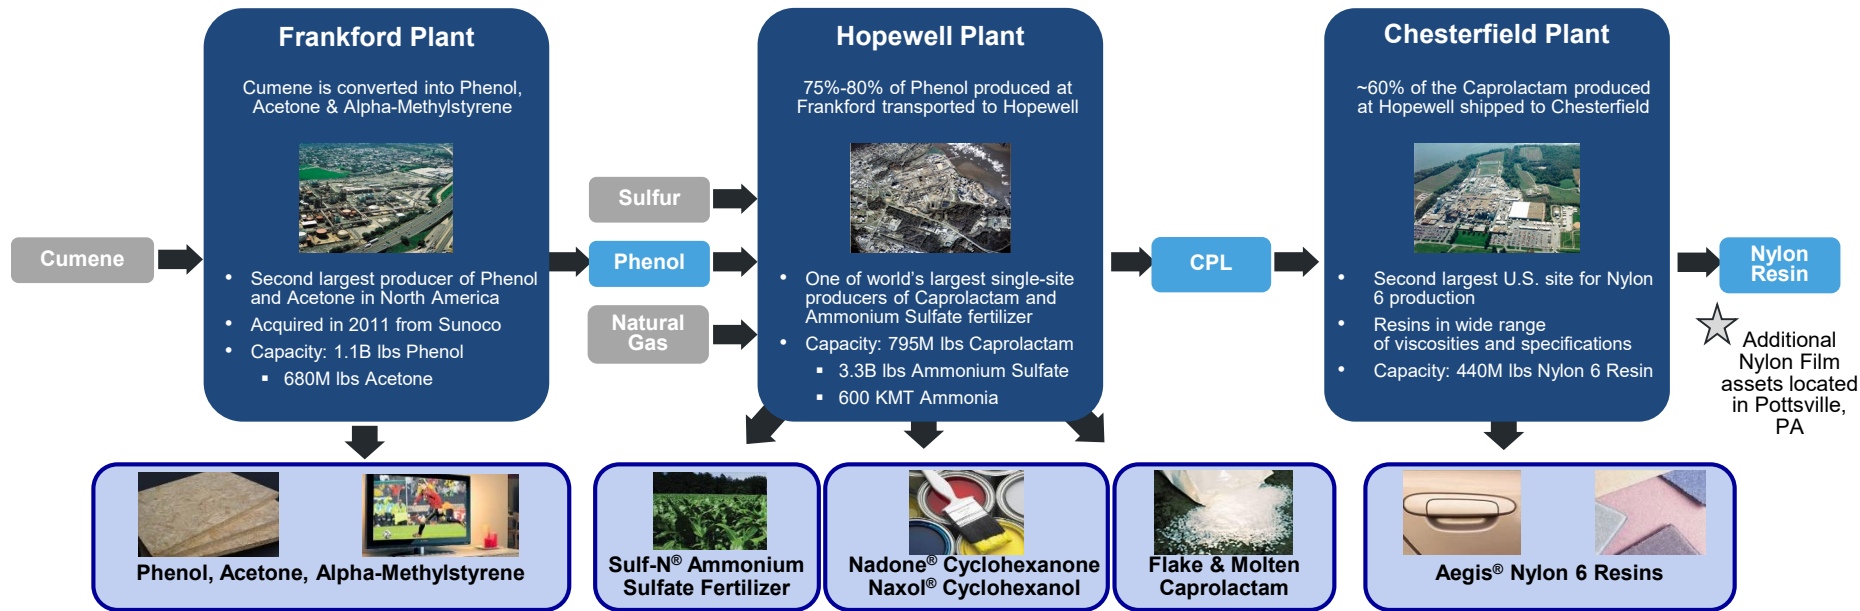 Frankford Plant
Cumene is converted into Phenol,
Acetone & Alpha-Methylstyrene
• Second largest producer of Phenol
and Acetone in North America
• Acquired in 2011 from Sunoco
• Capacity: 1.1B lbs Phenol
▪ 680M lbs Acetone
Hopewell Plant
75%-80% of Phenol produced at
Frankford transported to Hopewell
• One of world's largest single-site
producers of Caprolactam and
Ammonium Sulfate fertilizer
• Capacity: 795M lbs Caprolactam
▪ 3.3B lbs Ammonium Sulfate
▪ 600 KMT Ammonia
Chesterfield Plant
~60% of the Caprolactam produced
at Hopewell shipped to Chesterfield
• Second largest U.S. site for Nylon
6 production
• Resins in wide range
of viscosities and specifications
• Capacity: 440M lbs Nylon 6 Resin
Cumene
Sulfur
Phenol
Natural
Gas
CPL
Nylon
Resin
Additional
Nylon Film
assets located
in Pottsville,
PA
Phenol, Acetone, Alpha-Methylstyrene
Sulf-N® Ammonium
Sulfate Fertilizer
Nadone® Cyclohexanone
Naxol® Cyclohexanol
Flake & Molten
Caprolactam
Aegis® Nylon 6 Resins